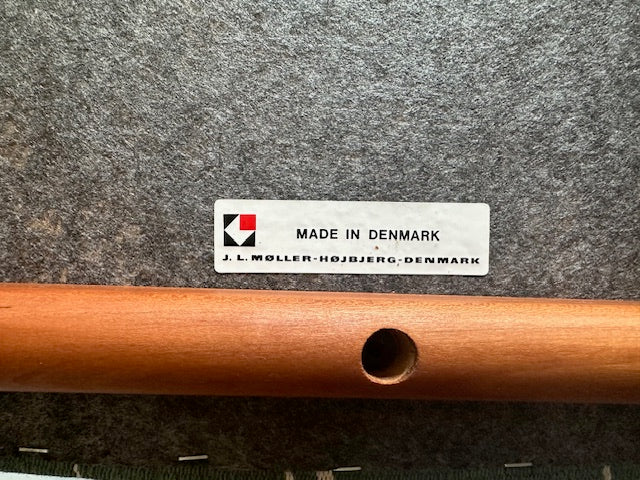 MADE IN DENMARK
J. L. MØLLER-HØJBJERG-DENMARK